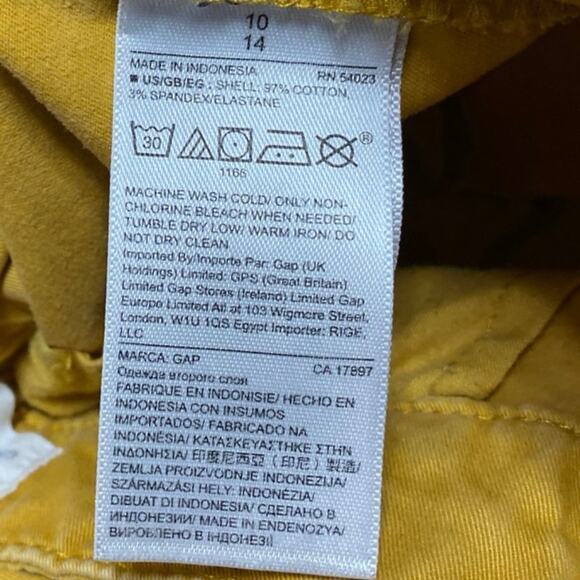 10
14
MADE IN INDONESIA RN 54023
■ US/GB/EG : SHELL: 97% COTTON,
3% SPANDEX/ELASTANE
30 ®
1166
MACHINE WASH COLD/ ONLY NON-
CHLORINE BLEACH WHEN NEEDED/
TUMBLE DRY LOW/ WARM IRON/ DO
NOT DRY CLEAN
Imported By/Importe Par: Gap (UK
Holdings) Limited: GPS (Great Britain)
Limited Gap Stores (Ireland) Limited Gap
Europe Limited All at 103 Wigmore Street,
London, W1U 1QS Egypt Importer: RIGE,
LLC
MARCA: GAP CA 17897
Одежда второго слоя
FABRIQUE EN INDONISIE/ HECHO EN
INDONESIA CON INSUMOS
IMPORTADOS/ FABRICADO NA
INDONÉSIA/ ΚΑΤΑΣΚΕΥΑΣΤΗΚΕ ΣΤΗΝ
ΙΝΔΟΝΗΣΙΑ/ 印度尼西亞（印尼）製造/
ZEMLJA PROIZVODNJE INDONEZIJA/
SZÁRMAZÁSI HELY: INDONÉZIA/
DIBUAT DI INDONESIA/ СДЕЛАНО В
ИНДОНЕЗИИ/ MADE IN ENDENOZYA/
ВИРОБЛЕНО В ІНДОНЕЗІЇ